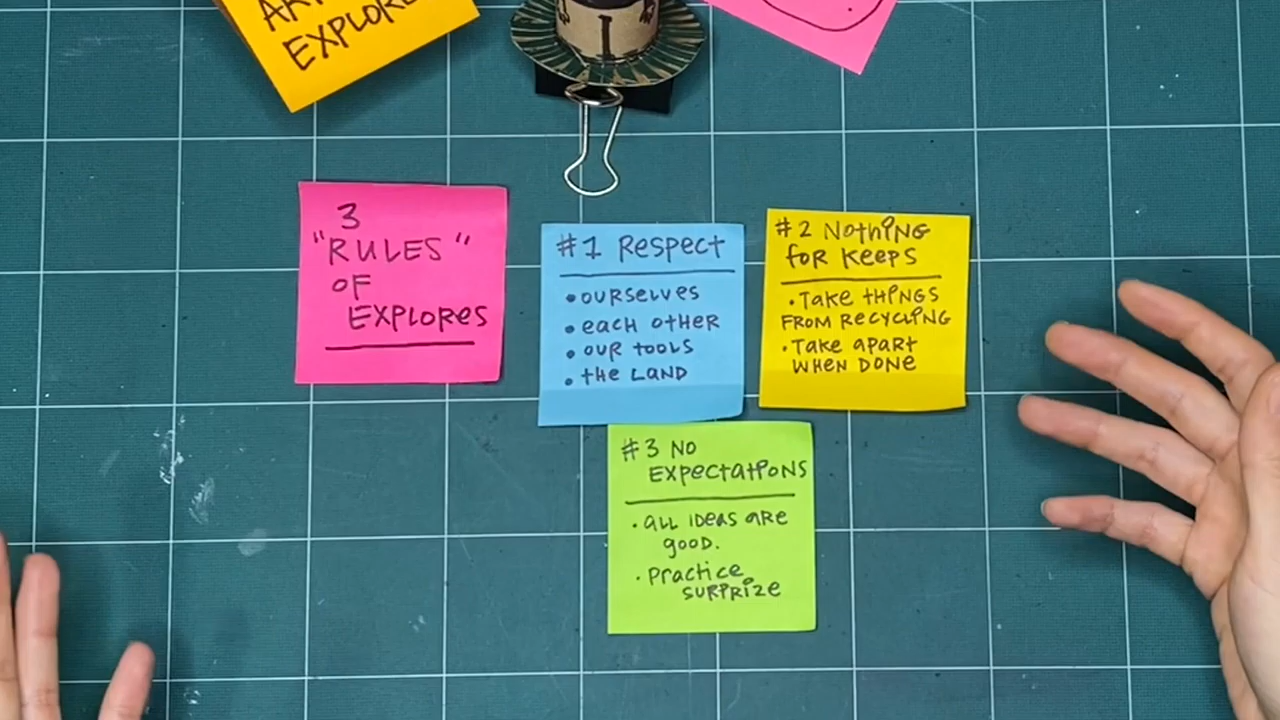 EXPLORE
3
"RULES"
OF
EXPLORES
#1 Respect
• ourselves
• each other
• our tools
• the Land
#2 Nothing
for Keeps
• Take things
from recycling
• Take apart
when done
#3 No
Expectations
• all ideas are
good.
• Practice
surprize